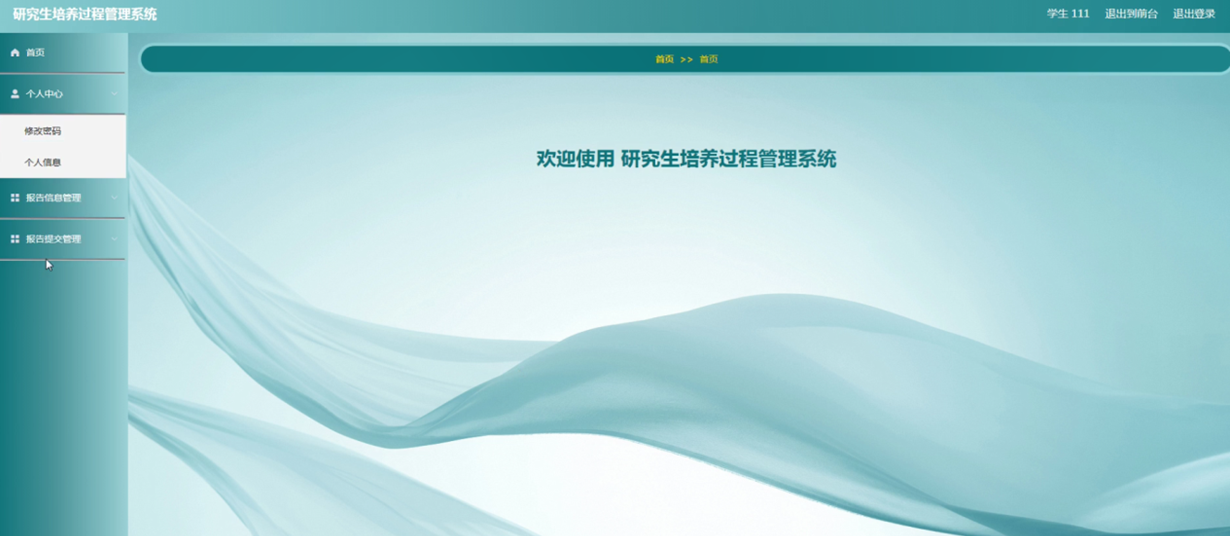 研究生培养过程管理系统
学生 111 退出到前台 退出登录
首页
个人中心
修改密码
个人信息
报告信息管理
报告提交管理
首页 >> 首页
欢迎使用 研究生培养过程管理系统